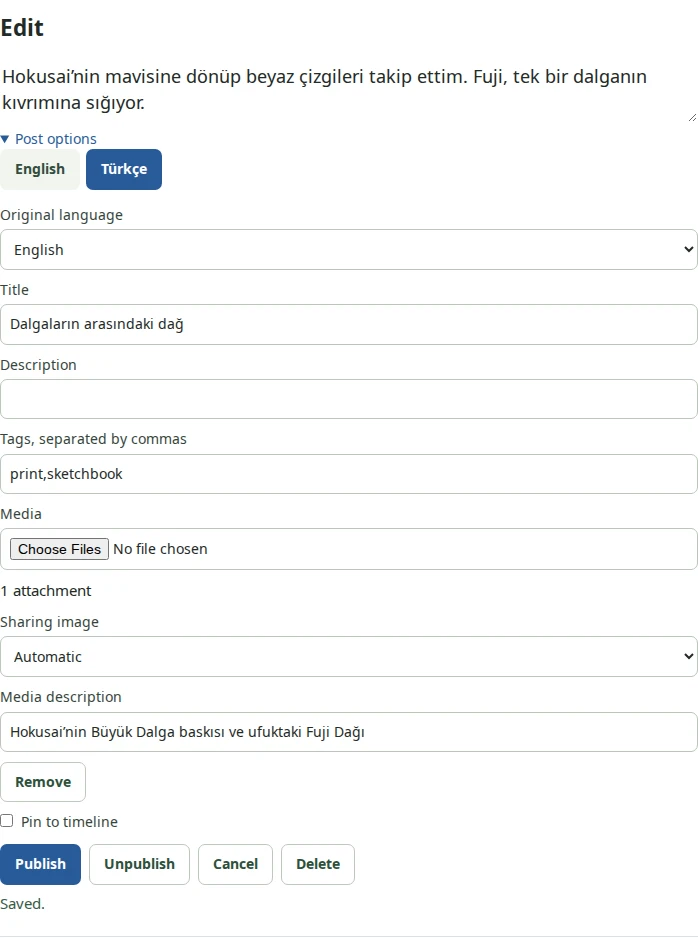 Edit
Hokusai’nin mavisine dönüp beyaz çizgileri takip ettim. Fuji, tek bir dalganın
kıvrımına sığıyor.
Post options
English Türkçe
Original language
English
Title
Dalgaların arasındaki dağ
Description
Tags, separated by commas
print,sketchbook
Media
Choose Files No file chosen
1 attachment
Sharing image
Automatic
Media description
Hokusai’nin Büyük Dalga baskısı ve ufuktaki Fuji Dağı
Remove
Pin to timeline
Publish Unpublish Cancel Delete
Saved.